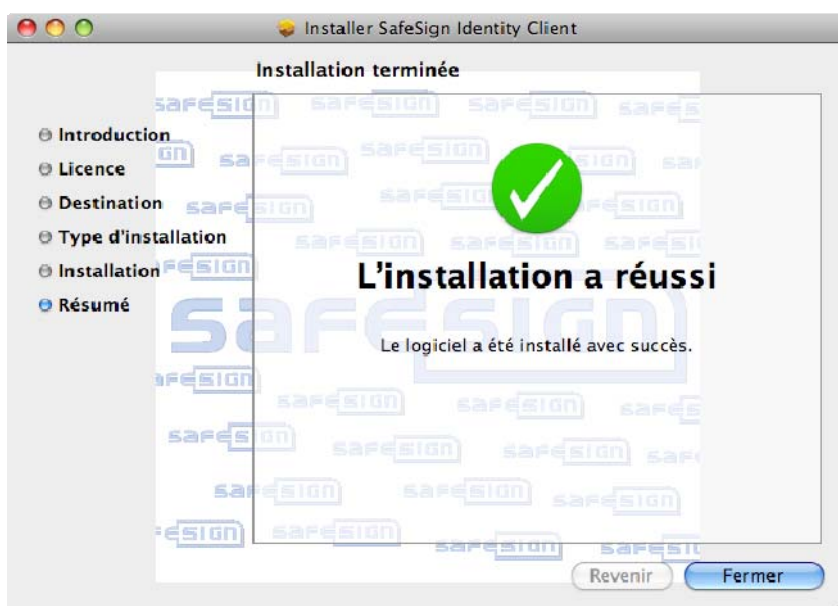 Installer SafeSign Identity Client
Installation terminée
Introduction
Licence
Destination
Type d'installation
Installation
Résumé
L'installation a réussi
Le logiciel a été installé avec succès.
safesign
Revenir
Fermer